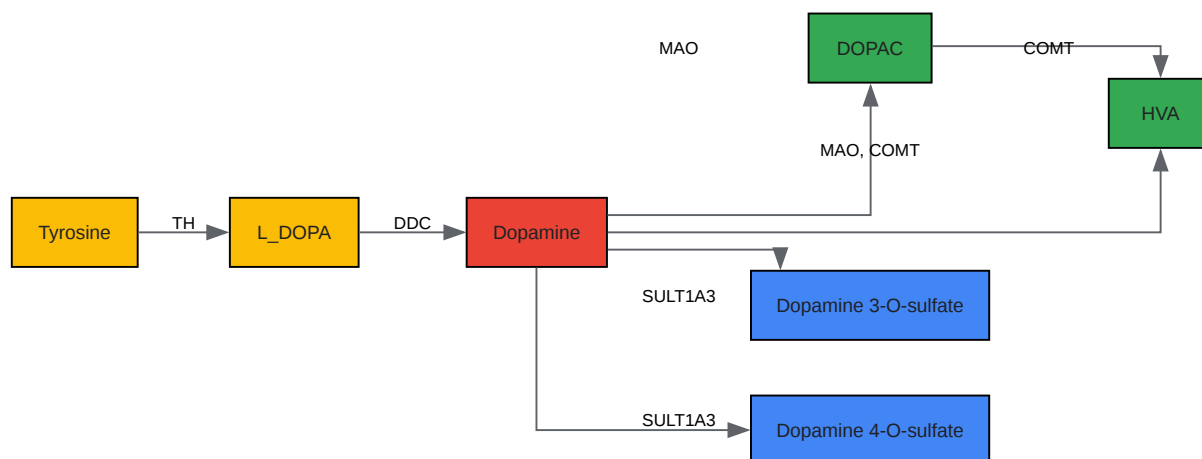 MAO
DOPAC
COMT
HVA
MAO, COMT
Tyrosine
TH
L_DOPA
DDC
Dopamine
SULT1A3
Dopamine 3-O-sulfate
SULT1A3
Dopamine 4-O-sulfate